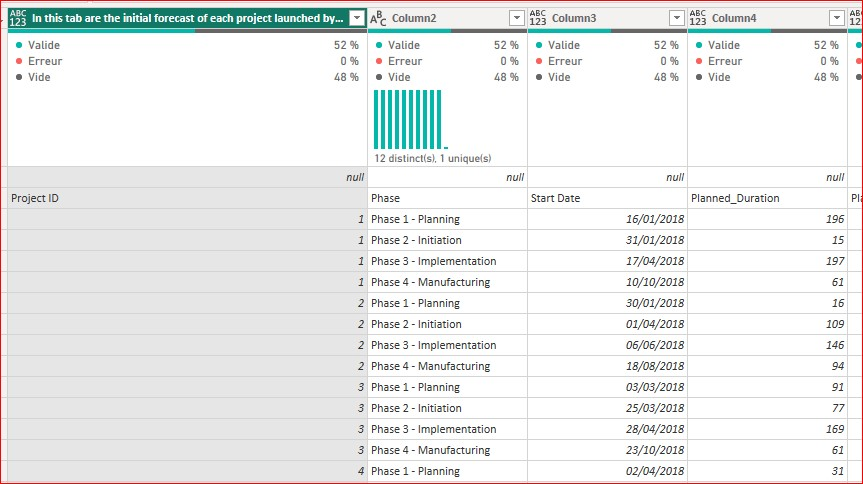 ABC 123 In this tab are the initial forecast of each project launched by... ABC Column2 ABC 123 Column3 ABC 123 Column4 ABC 123
Valide 52 % Valide 52 % Valide 52 % Valide 52 %
Erreur 0 % Erreur 0 % Erreur 0 % Erreur 0 %
Vide 48 % Vide 48 % Vide 48 % Vide 48 %
12 distinct(s), 1 unique(s)
null null null null
Project ID Phase Start Date Planned_Duration Pla
1 Phase 1 - Planning 16/01/2018 196
1 Phase 2 - Initiation 31/01/2018 15
1 Phase 3 - Implementation 17/04/2018 197
1 Phase 4 - Manufacturing 10/10/2018 61
2 Phase 1 - Planning 30/01/2018 16
2 Phase 2 - Initiation 01/04/2018 109
2 Phase 3 - Implementation 06/06/2018 146
2 Phase 4 - Manufacturing 18/08/2018 94
3 Phase 1 - Planning 03/03/2018 91
3 Phase 2 - Initiation 25/03/2018 77
3 Phase 3 - Implementation 28/04/2018 169
3 Phase 4 - Manufacturing 23/10/2018 61
4 Phase 1 - Planning 02/04/2018 31